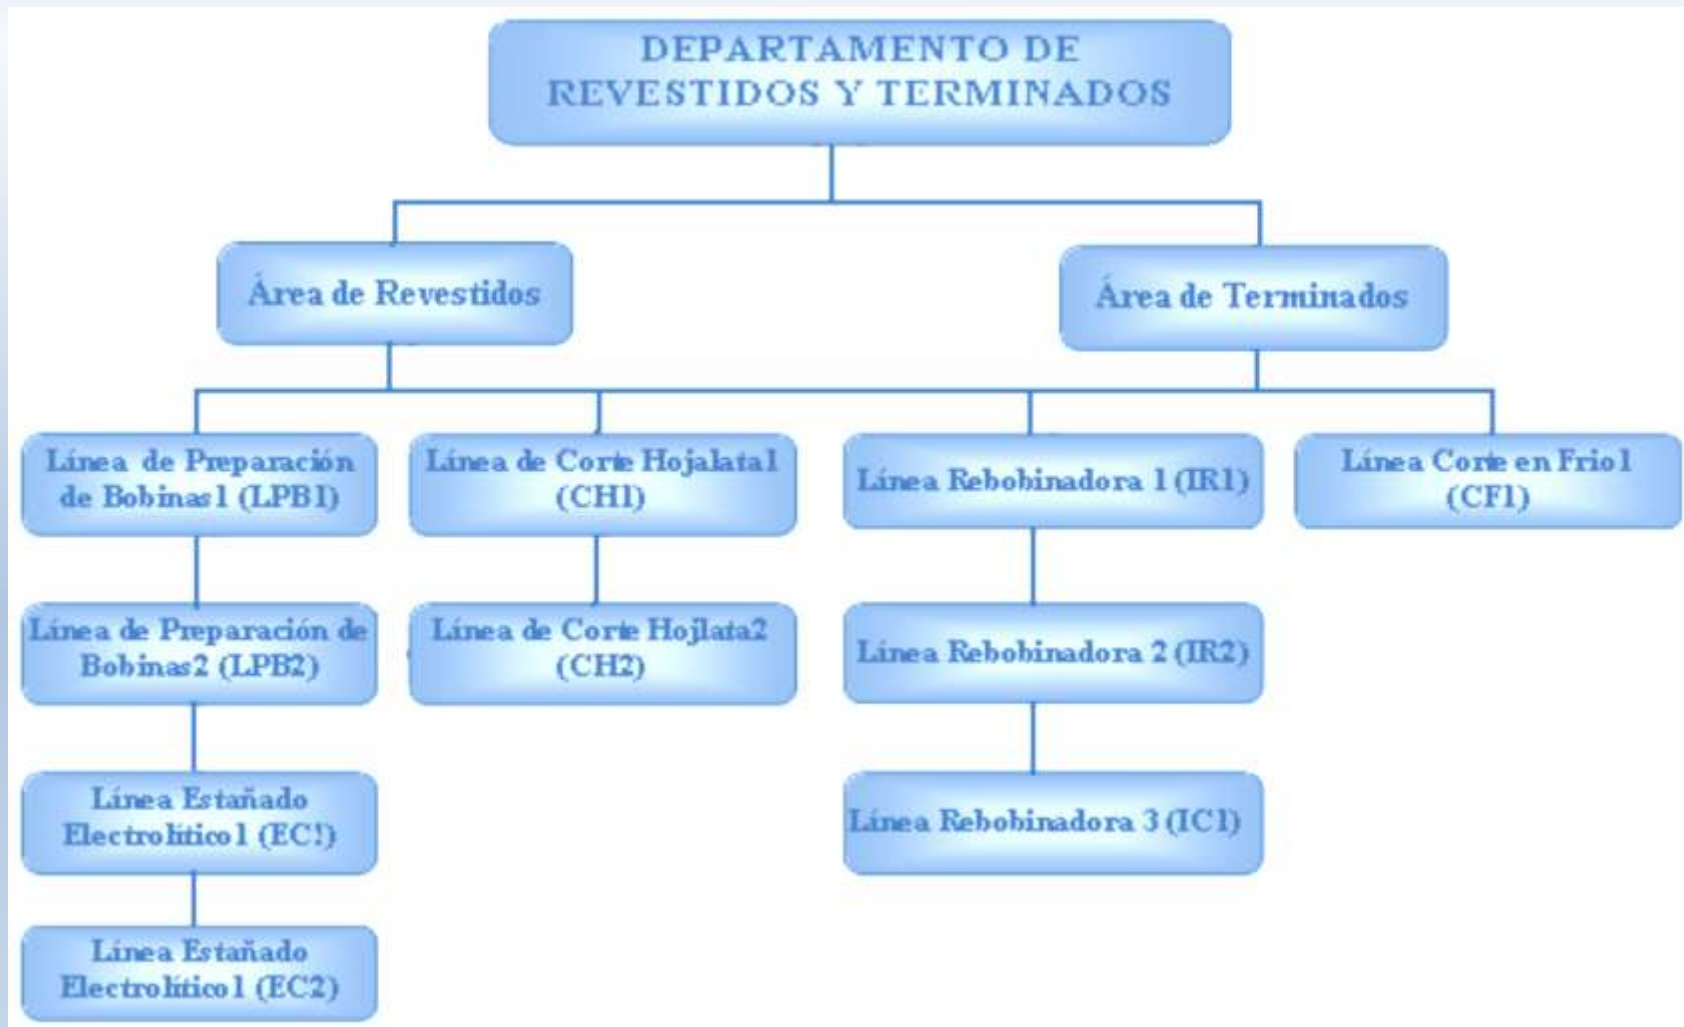 DEPARTAMENTO DE
REVESTIDOS Y TERMINADOS
Área de Revestidos
Área de Terminados
Línea de Preparación
de Bobinas1 (LPB1)
Línea de Corte Hojalata1
(CH1)
Línea Rebobinadora 1 (IR1)
Línea Corte en Frio1
(CF1)
Línea de Preparación de
Bobinas2 (LPB2)
Línea de Corte Hojlata2
(CH2)
Línea Rebobinadora 2 (IR2)
Línea Estañado
Electrolítico1 (EC!)
Línea Rebobinadora 3 (IC1)
Línea Estañado
Electrolítico1 (EC2)